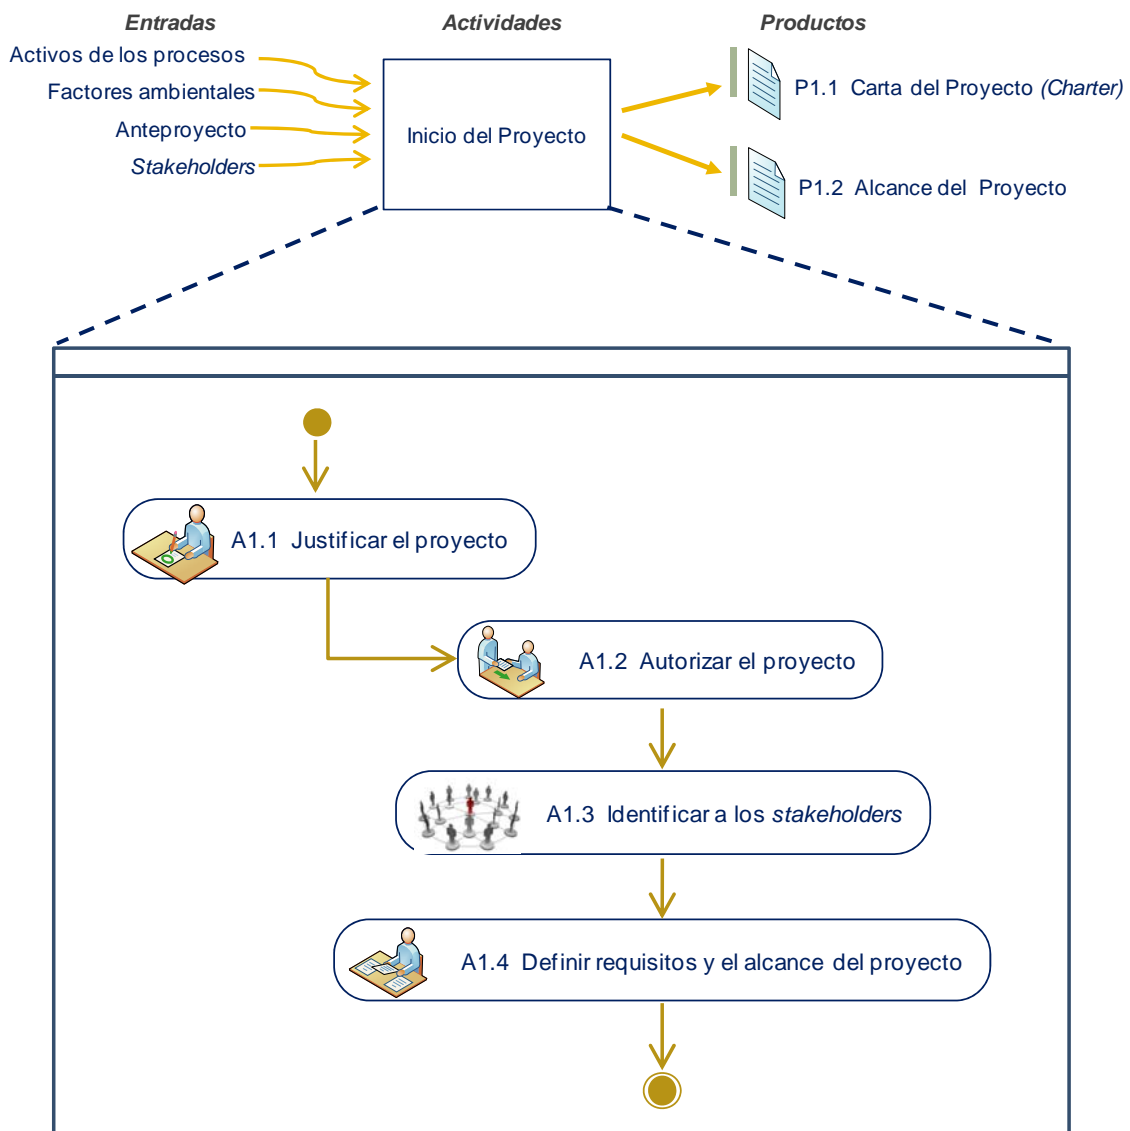 Entradas
Actividades
Productos
Activos de los procesos
Factores ambientales
Anteproyecto
Stakeholders
Inicio del Proyecto
P1.1 Carta del Proyecto (Charter)
P1.2 Alcance del Proyecto
A1.1 Justificar el proyecto
A1.2 Autorizar el proyecto
A1.3 Identificar a los stakeholders
A1.4 Definir requisitos y el alcance del proyecto